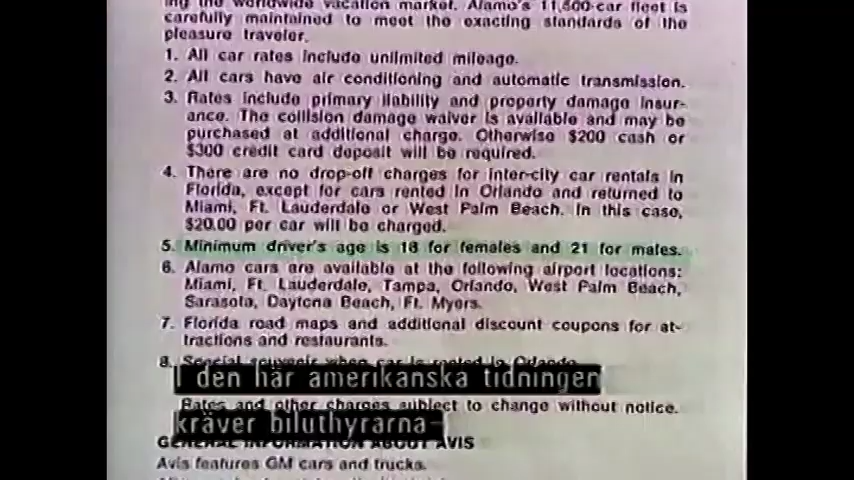 ing the worldwide vacation market. Alamo's 11,500-car fleet is
carefully maintained to meet the exacting standards of the
pleasure traveler.
1. All car rates include unlimited mileage.
2. All cars have air conditioning and automatic transmission.
3. Rates include primary liability and property damage insur-
ance. The collision damage waiver is available and may be
purchased at additional charge. Otherwise $200 cash or
$300 credit card deposit will be required.
4. There are no drop-off charges for inter-city car rentals in
Florida, except for cars rented in Orlando and returned to
Miami, Ft. Lauderdale or West Palm Beach. In this case,
$20.00 per car will be charged.
5. Minimum driver's age is 18 for females and 21 for males.
6. Alamo cars are available at the following airport locations:
Miami, Ft. Lauderdale, Tampa, Orlando, West Palm Beach,
Sarasota, Daytona Beach, Ft. Myers.
7. Florida road maps and additional discount coupons for at-
tractions and restaurants.
8. Special souvenir when car is rented in Orlando.
I den här amerikanska tidningen
Rates and other charges subject to change without notice.
kräver biluthyrarna-
GENERAL INFORMATION ABOUT AVIS
Avis features GM cars and trucks.